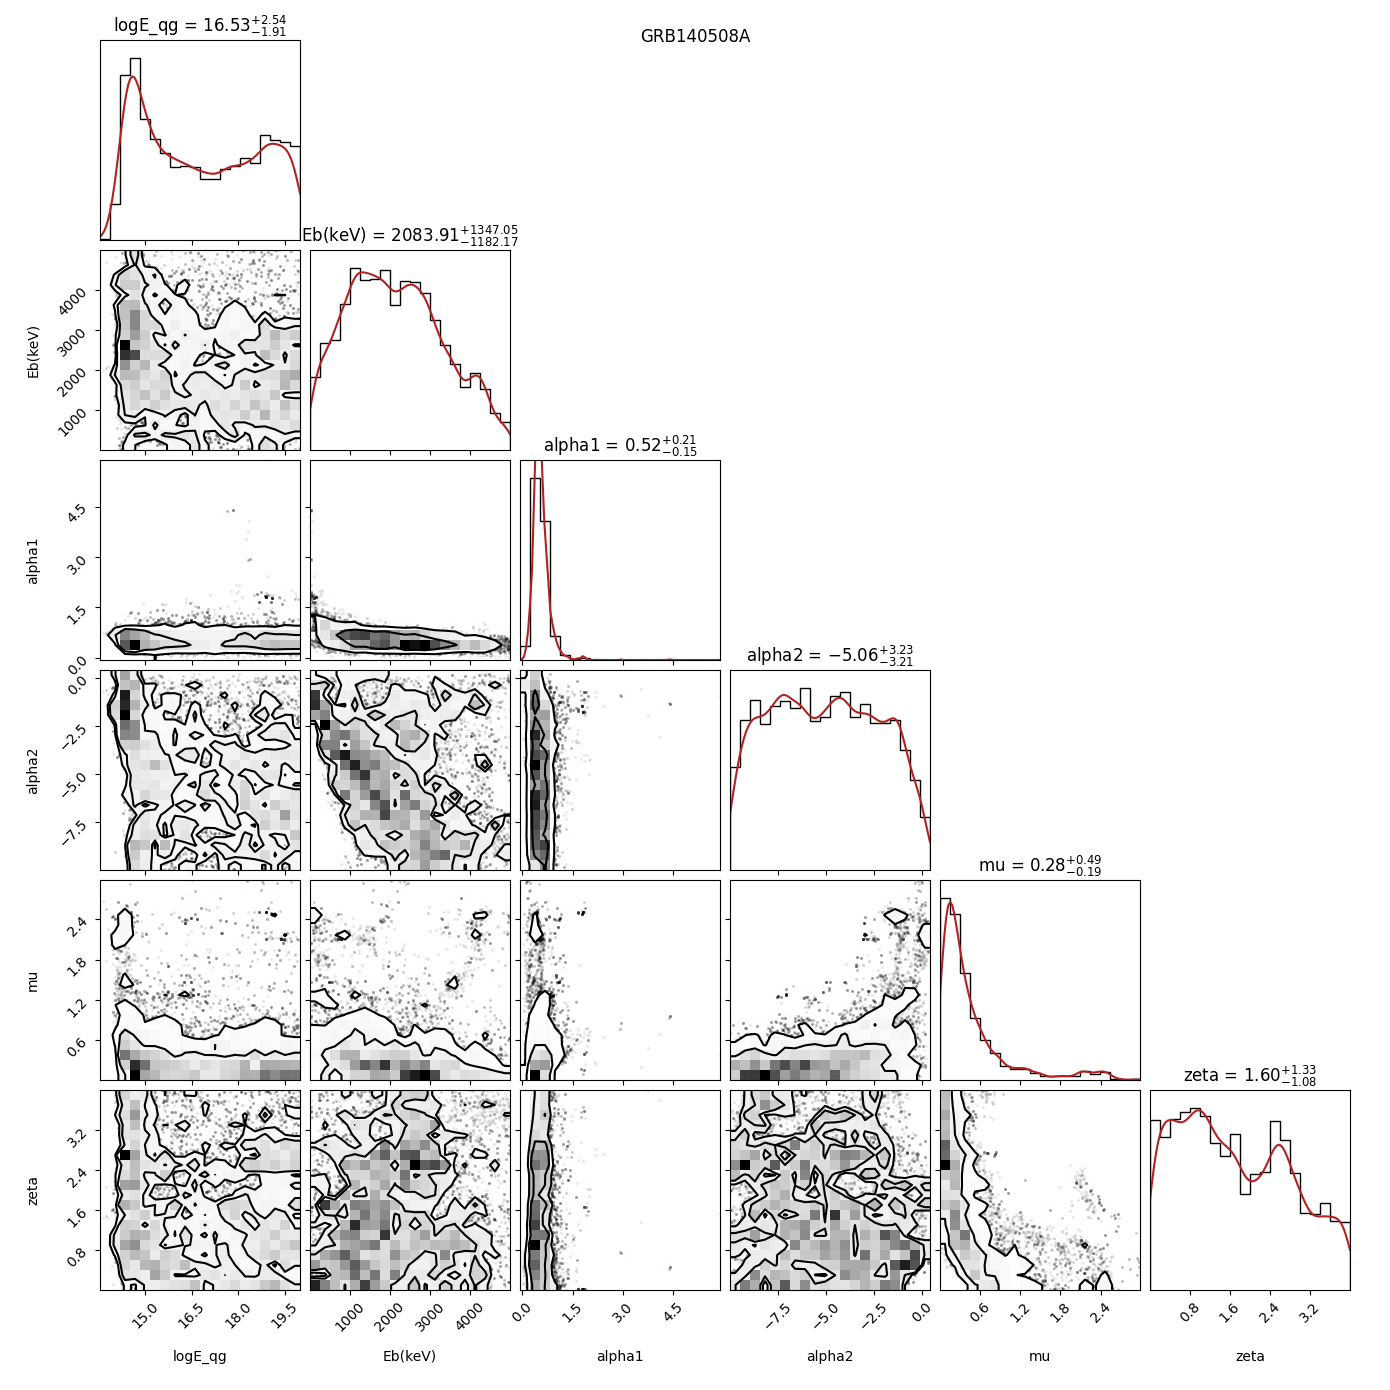 GRB140508A
logE_qg = 16.53+2.54 −1.91
Eb(keV) = 2083.91+1347.05 −1182.17
Eb(keV)
4000
3000
2000
1000
alpha1 = 0.52+0.21 −0.15
alpha1
4.5
3.0
1.5
0.0
alpha2 = −5.06+3.23 −3.21
alpha2
0.0
−2.5
−5.0
−7.5
mu = 0.28+0.49 −0.19
mu
2.4
1.8
1.2
0.6
zeta = 1.60+1.33 −1.08
zeta
3.2
2.4
1.6
0.8
15.0 16.5 18.0 19.5
1000 2000 3000 4000
0.0 1.5 3.0 4.5
−7.5 −5.0 −2.5 0.0
0.6 1.2 1.8 2.4
0.8 1.6 2.4 3.2
logE_qg Eb(keV) alpha1 alpha2 mu zeta